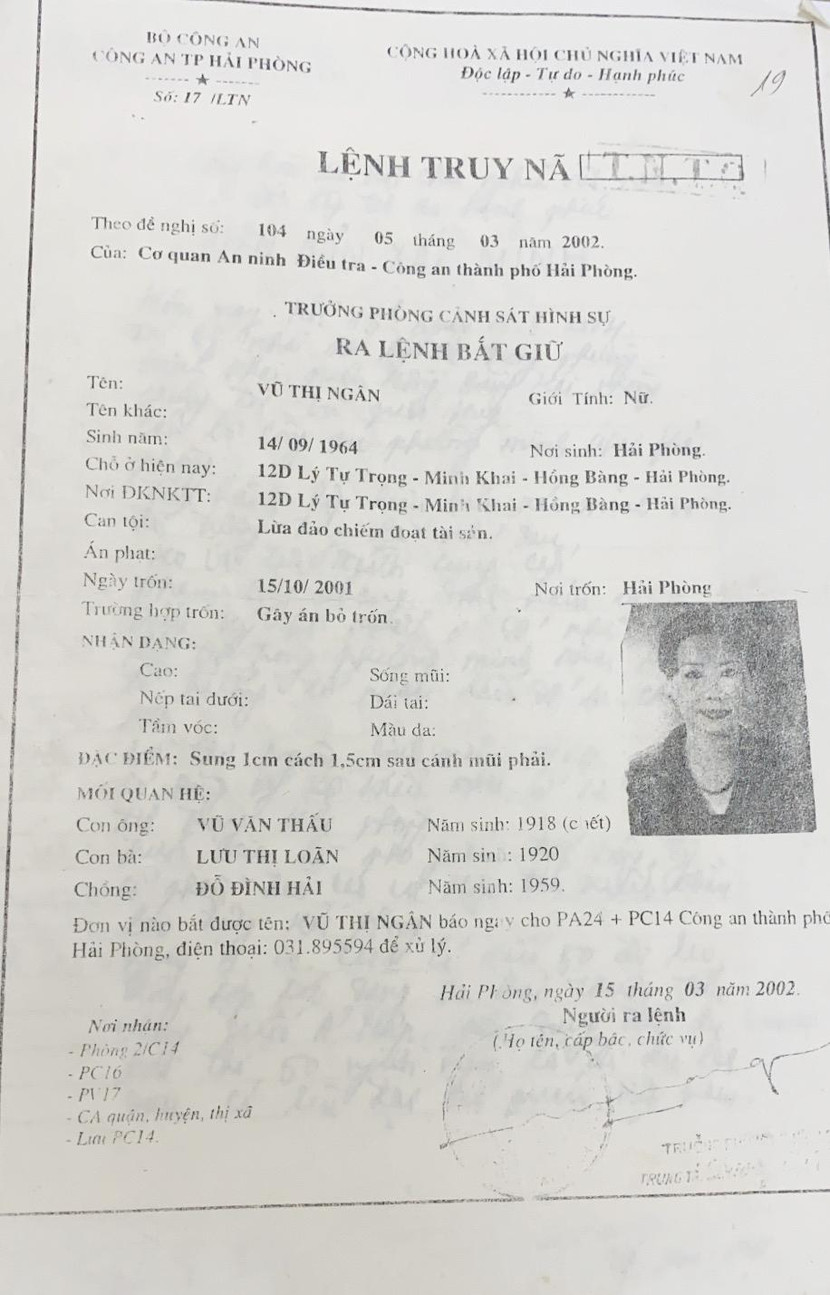 BỘ CÔNG AN
CÔNG AN TP HẢI PHÒNG
Số: 17 /LTN
CỘNG HOÀ XÃ HỘI CHỦ NGHĨA VIỆT NAM
Độc lập - Tự do - Hạnh phúc
19
LỆNH TRUY NÃ
Theo đề nghị số: 104 ngày 05 tháng 03 năm 2002.
Của: Cơ quan An ninh Điều tra - Công an thành phố Hải Phòng.
TRƯỞNG PHÒNG CẢNH SÁT HÌNH SỰ
RA LỆNH BẮT GIỮ
Tên: VŨ THỊ NGÂN Giới Tính: Nữ.
Tên khác:
Sinh năm: 14/ 09/ 1964 Nơi sinh: Hải Phòng.
Chỗ ở hiện nay: 12D Lý Tự Trọng - Minh Khai - Hồng Bàng - Hải Phòng.
Nơi ĐKNKTT: 12D Lý Tự Trọng - Minh Khai - Hồng Bàng - Hải Phòng.
Can tội: Lừa đảo chiếm đoạt tài sản.
Án phạt:
Ngày trốn: 15/10/ 2001 Nơi trốn: Hải Phòng
Trường hợp trốn: Gây án bỏ trốn.
NHẬN DẠNG:
Cao: Sống mũi:
Nếp tai dưới: Dái tai:
Tầm vóc: Màu da:
ĐẶC ĐIỂM: Sung 1cm cách 1,5cm sau cánh mũi phải.
MỐI QUAN HỆ:
Con ông: VŨ VĂN THẤU Năm sinh: 1918 (chết)
Con bà: LƯU THỊ LOÃN Năm sinh: 1920
Chồng: ĐỖ ĐÌNH HẢI Năm sinh: 1959.
Đơn vị nào bắt được tên: VŨ THỊ NGÂN báo ngay cho PA24 + PC14 Công an thành phố
Hải Phòng, điện thoại: 031.895594 để xử lý.
Hải Phòng, ngày 15 tháng 03 năm 2002.
Người ra lệnh
(Họ tên, cấp bậc, chức vụ)
Nơi nhận:
- Phòng 2/C14
- PC16
- PV17
- CA quận, huyện, thị xã
- Lưu PC14.